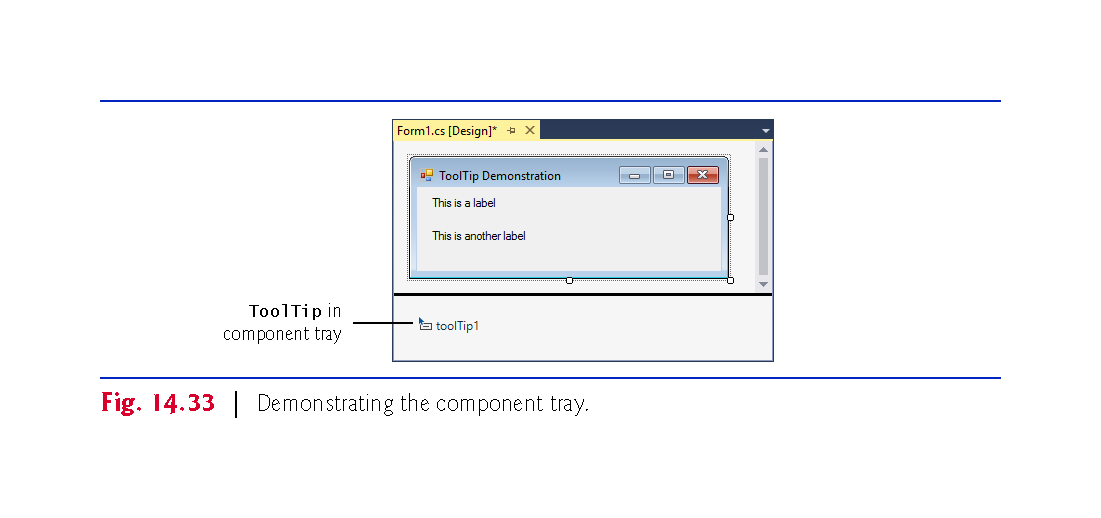 Form1.cs [Design]*
ToolTip Demonstration
This is a label
This is another label
ToolTip in
component tray
toolTip1
Fig. 14.33 | Demonstrating the component tray.